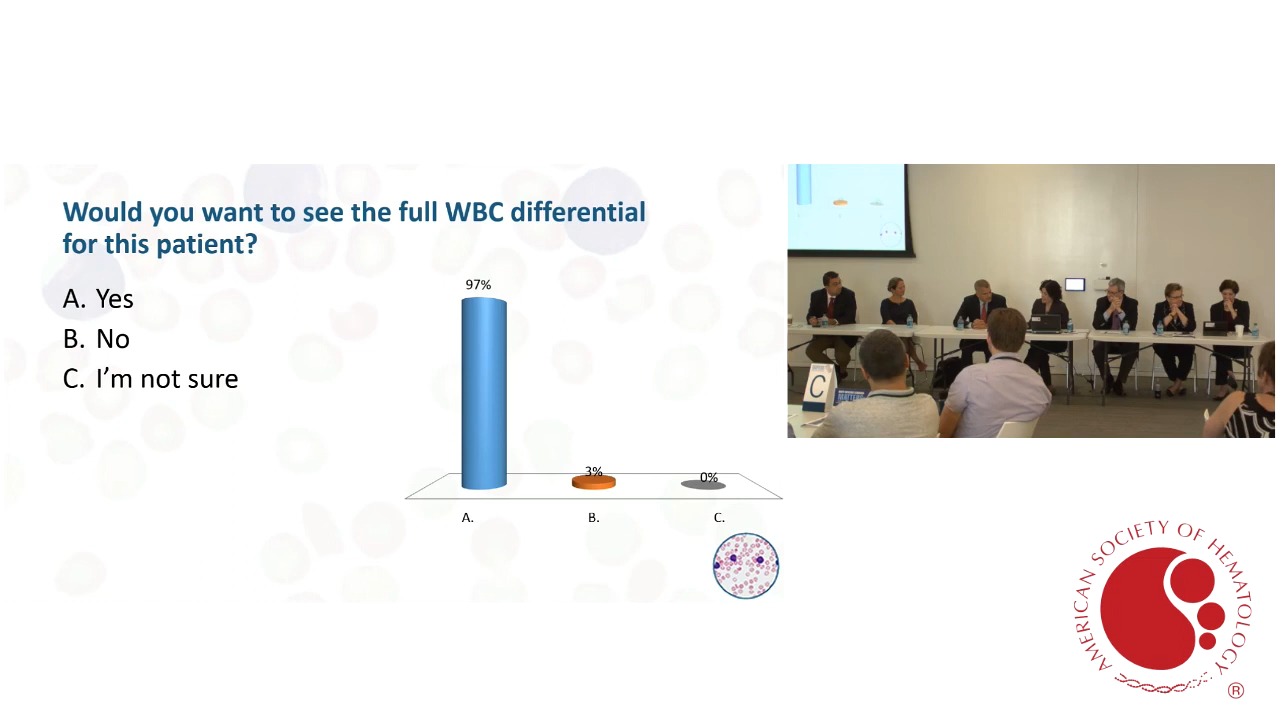 Would you want to see the full WBC differential
for this patient?
A. Yes
B. No
C. I’m not sure
97%
3%
0%
A.
B.
C.
C
AMERICAN SOCIETY OF HEMATOLOGY
®